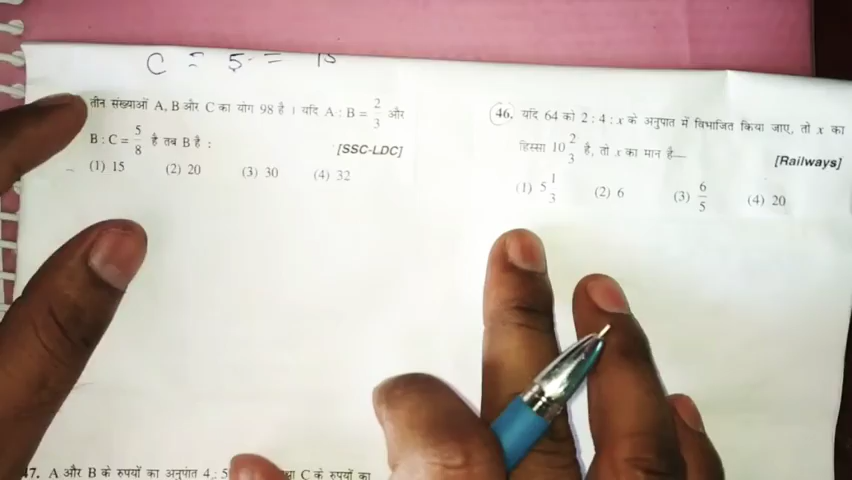 C = 5 = 15
तीन संख्याओं A, B और C का योग 98 है । यदि A : B = 2/3 और
B : C = 5/8 है तब B है :
[SSC-LDC]
(1) 15 (2) 20 (3) 30 (4) 32
46. यदि 64 को 2 : 4 : x के अनुपात में विभाजित किया जाए, तो x का
हिस्सा 10 2/3 है, तो x का मान है—
[Railways]
(1) 5 1/3 (2) 6 (3) 6/5 (4) 20
47. A और B के रुपयों का अनुपात 4 : 5 C के रुपयों का